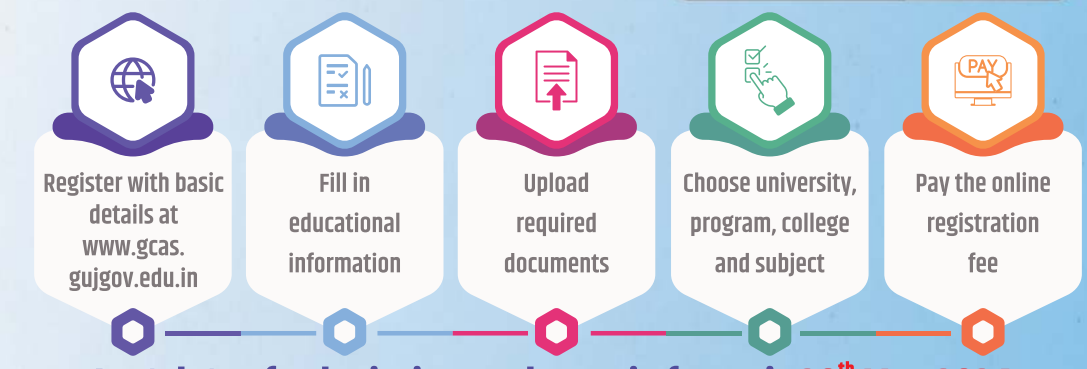 PAY
Register with basic
details at
www.gcas.
gujgov.edu.in
Fill in
educational
information
Upload
required
documents
Choose university,
program, college
and subject
Pay the online
registration
fee